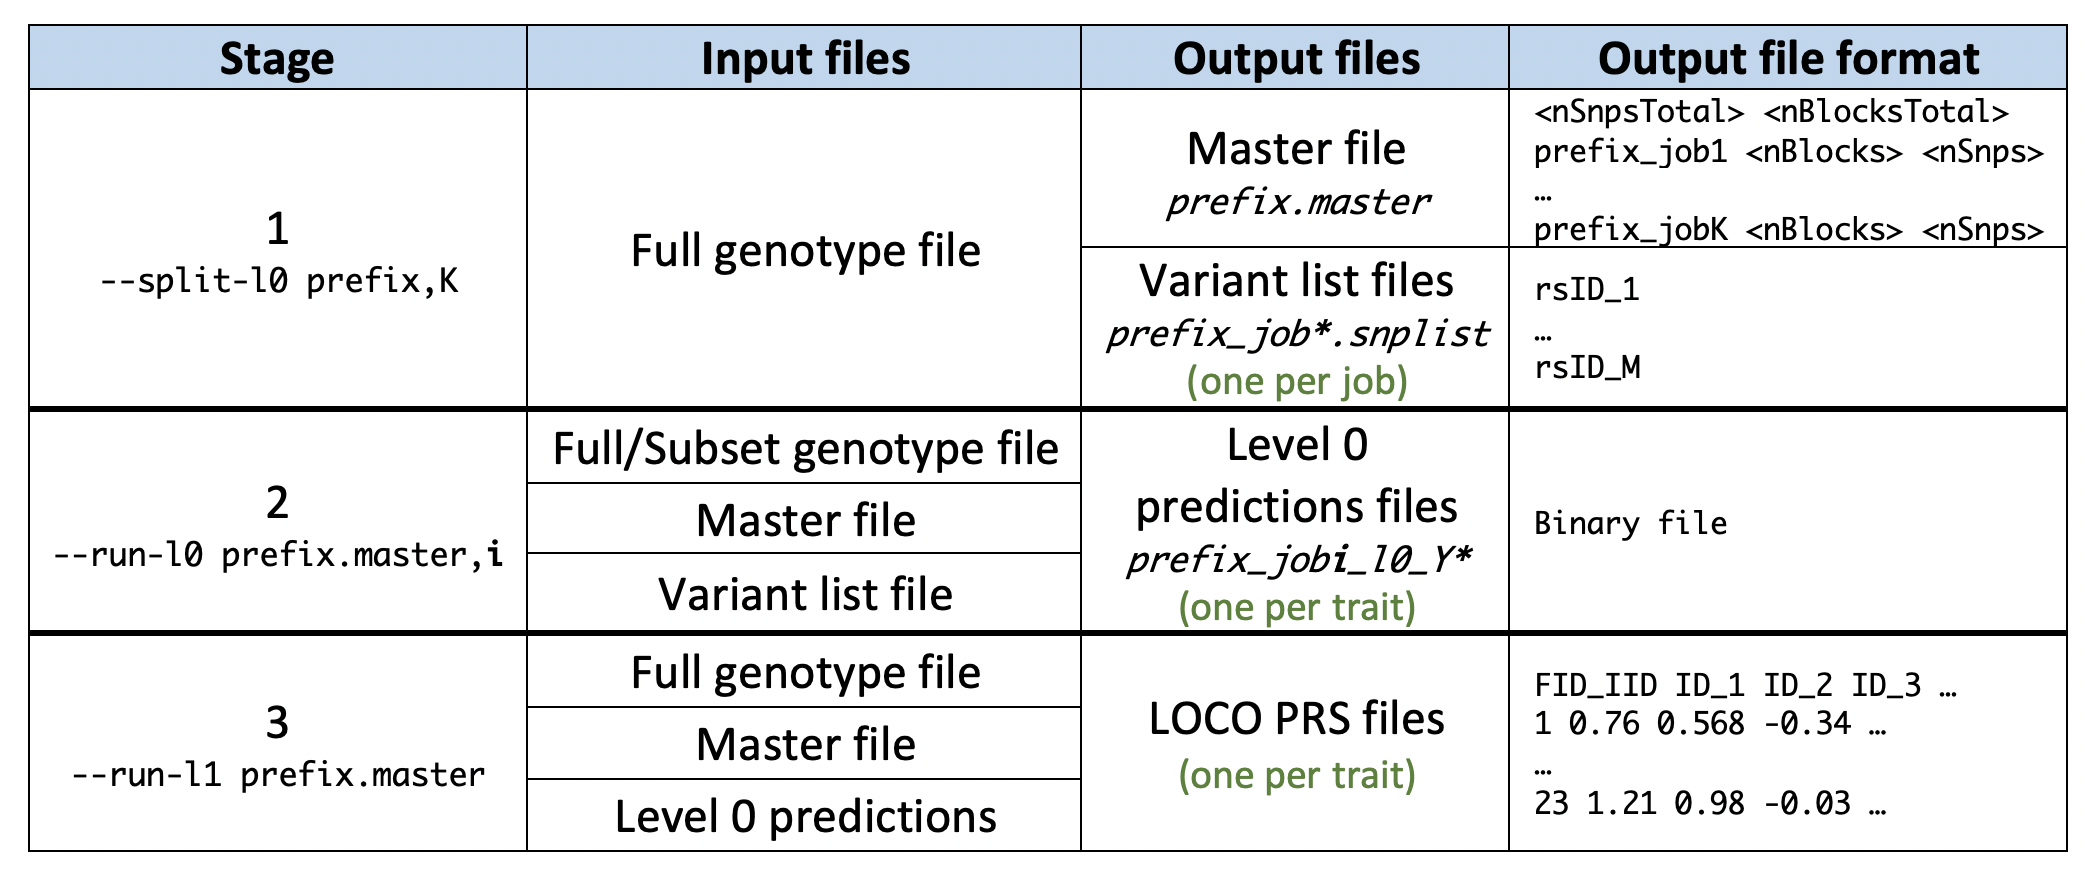 Stage
Input files
Output files
Output file format
1
--split-l0 prefix,K
Full genotype file
Master file
prefix.master
<nSnpsTotal> <nBlocksTotal>
prefix_job1 <nBlocks> <nSnps>
…
prefix_jobK <nBlocks> <nSnps>
Variant list files
prefix_job*.snplist
(one per job)
rsID_1
…
rsID_M
2
--run-l0 prefix.master,i
Full/Subset genotype file
Master file
Variant list file
Level 0
predictions files
prefix_jobi_l0_Y*
(one per trait)
Binary file
3
--run-l1 prefix.master
Full genotype file
Master file
Level 0 predictions
LOCO PRS files
(one per trait)
FID_IID ID_1 ID_2 ID_3 …
1 0.76 0.568 -0.34 …
…
23 1.21 0.98 -0.03 …